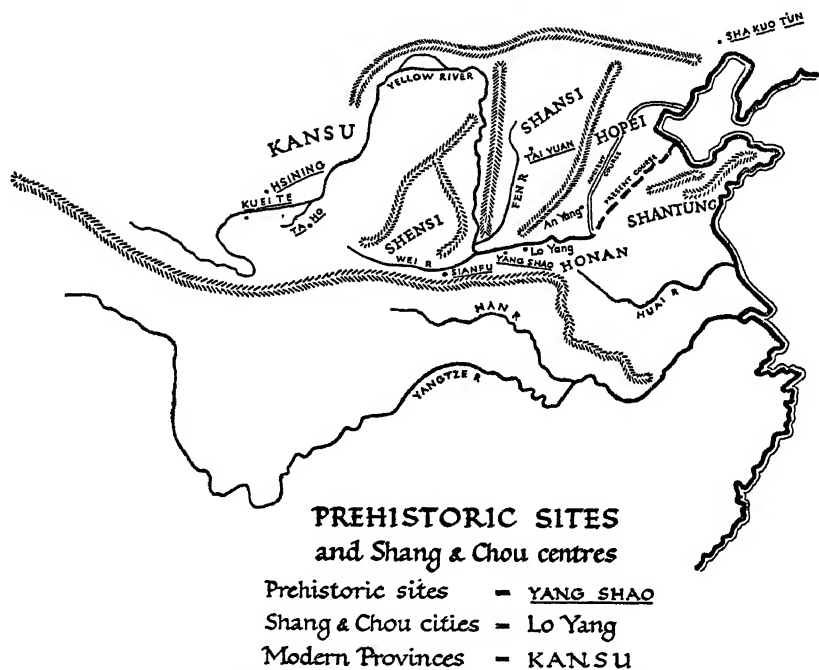 SHA KUO TUN
YELLOW RIVER
SHANSI
KANSU
HOPEI
TAI YUAN
PRESENT COURSE
HSINING
FEN R
KUEI TE
SHANTUNG
TA HO
SHENSI
An Yang
Lo Yang
WEI R
YANG SHAO
HONAN
SIANFU
HUAI R
HAN R
YANGTZE R
PREHISTORIC SITES
and Shang & Chou centres
Prehistoric sites = YANG SHAO
Shang & Chou cities = Lo Yang
Modern Provinces = KANSU